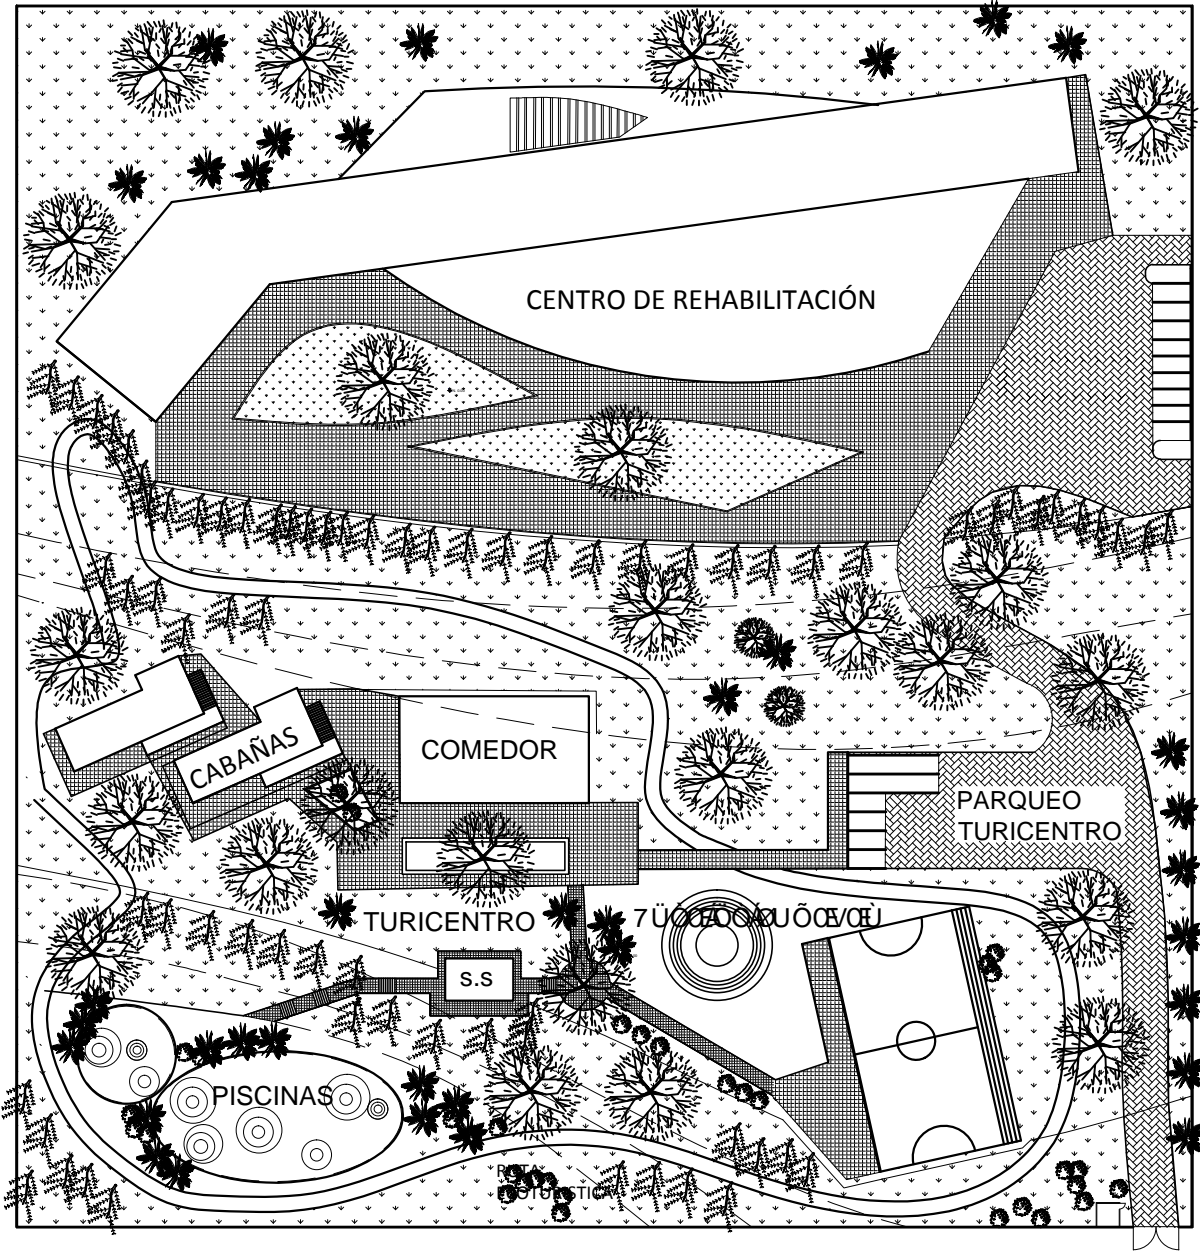 CENTRO DE REHABILITACIÓN
COMEDOR
CABAÑAS
PARQUEO
TURICENTRO
TURICENTRO
S.S
PISCINAS